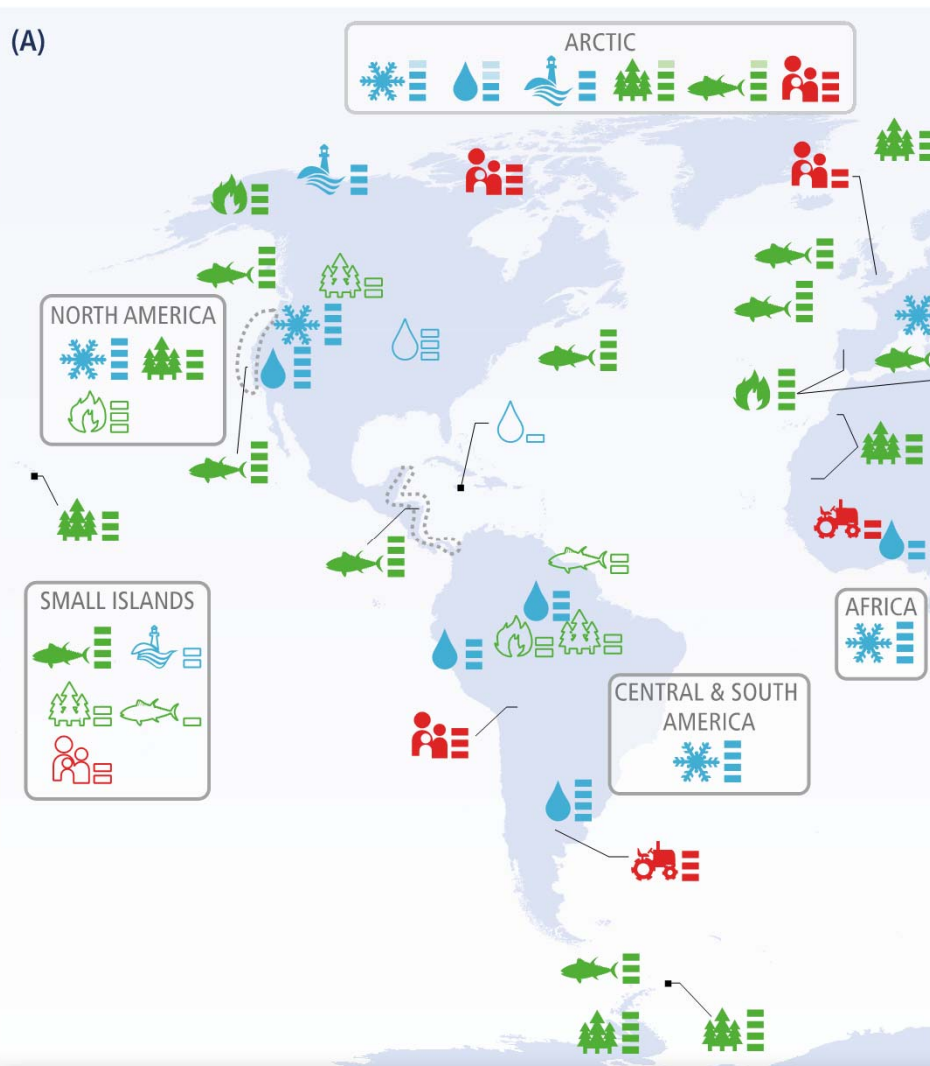 (A)
ARCTIC
NORTH AMERICA
SMALL ISLANDS
AFRICA
CENTRAL & SOUTH
AMERICA